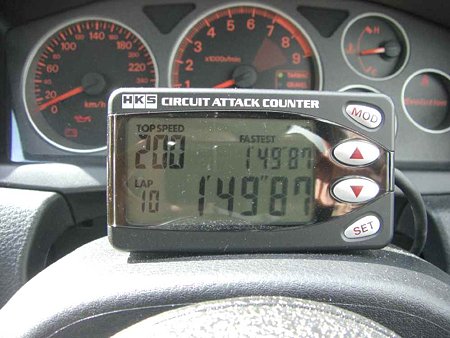 60 80 100 120 140 160 180 220
km/h
1 2 3 4 5 6 7 8 9
x1000r/min
H
C
HKS CIRCUIT ATTACK COUNTER
MOD
TOP SPEED
200
FASTEST
1'49"87
LAP
10
1'49"87
SET